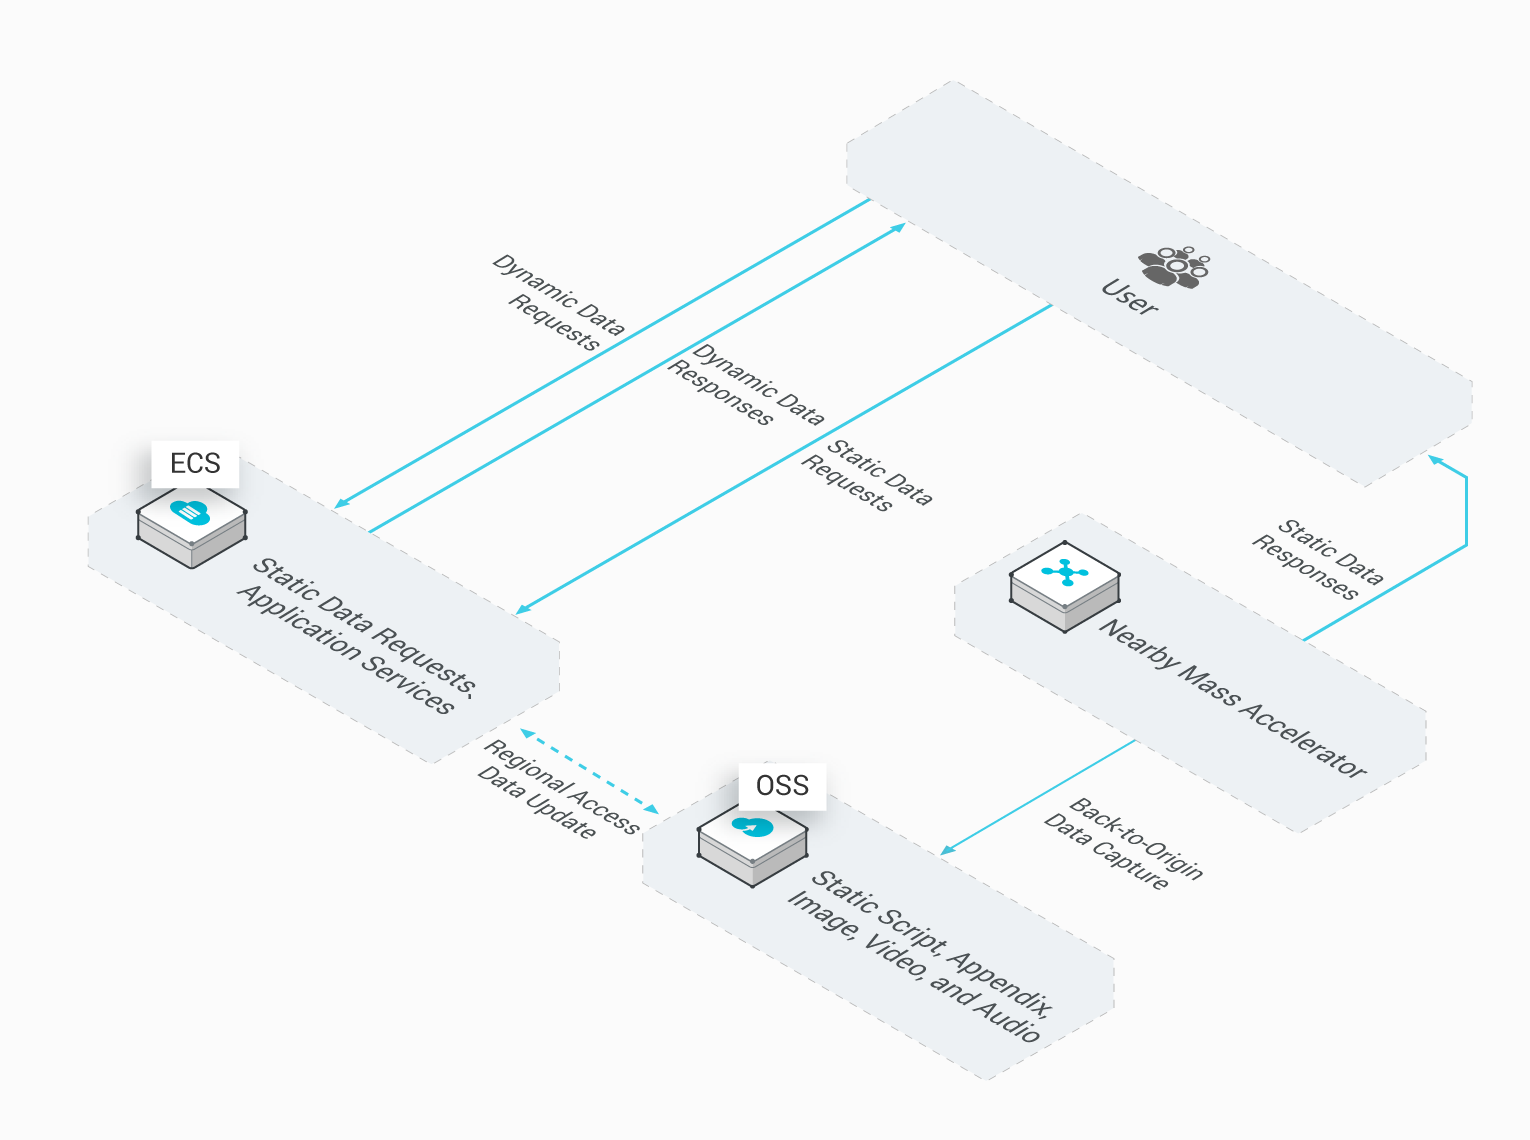 User
Dynamic Data
Requests
Dynamic Data
Responses
Static Data
Requests
ECS
Static Data Requests,
Application Services
Static Data
Responses
Nearby Mass Accelerator
Regional Access
Data Update
OSS
Back-to-Origin
Data Capture
Static Script, Appendix,
Image, Video, and Audio